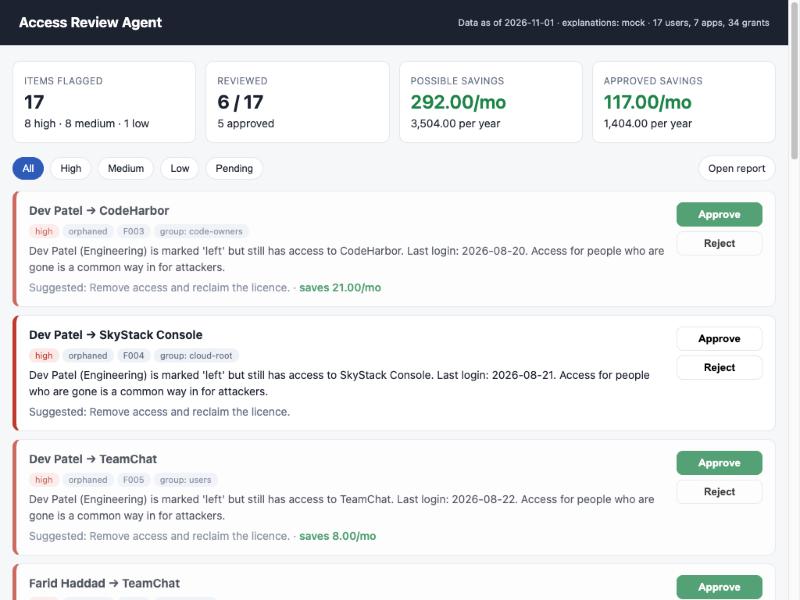 Access Review Agent
Data as of 2026-11-01 · explanations: mock · 17 users, 7 apps, 34 grants
ITEMS FLAGGED
17
8 high · 8 medium · 1 low
REVIEWED
6 / 17
5 approved
POSSIBLE SAVINGS
292.00/mo
3,504.00 per year
APPROVED SAVINGS
117.00/mo
1,404.00 per year
All
High
Medium
Low
Pending
Open report
Dev Patel → CodeHarbor
high orphaned F003 group: code-owners
Dev Patel (Engineering) is marked 'left' but still has access to CodeHarbor. Last login: 2026-08-20. Access for people who are
gone is a common way in for attackers.
Suggested: Remove access and reclaim the licence. · saves 21.00/mo
Approve
Reject
Dev Patel → SkyStack Console
high orphaned F004 group: cloud-root
Dev Patel (Engineering) is marked 'left' but still has access to SkyStack Console. Last login: 2026-08-21. Access for people
who are gone is a common way in for attackers.
Suggested: Remove access and reclaim the licence.
Approve
Reject
Dev Patel → TeamChat
high orphaned F005 group: users
Dev Patel (Engineering) is marked 'left' but still has access to TeamChat. Last login: 2026-08-22. Access for people who are
gone is a common way in for attackers.
Suggested: Remove access and reclaim the licence. · saves 8.00/mo
Approve
Reject
Farid Haddad → TeamChat
Approve